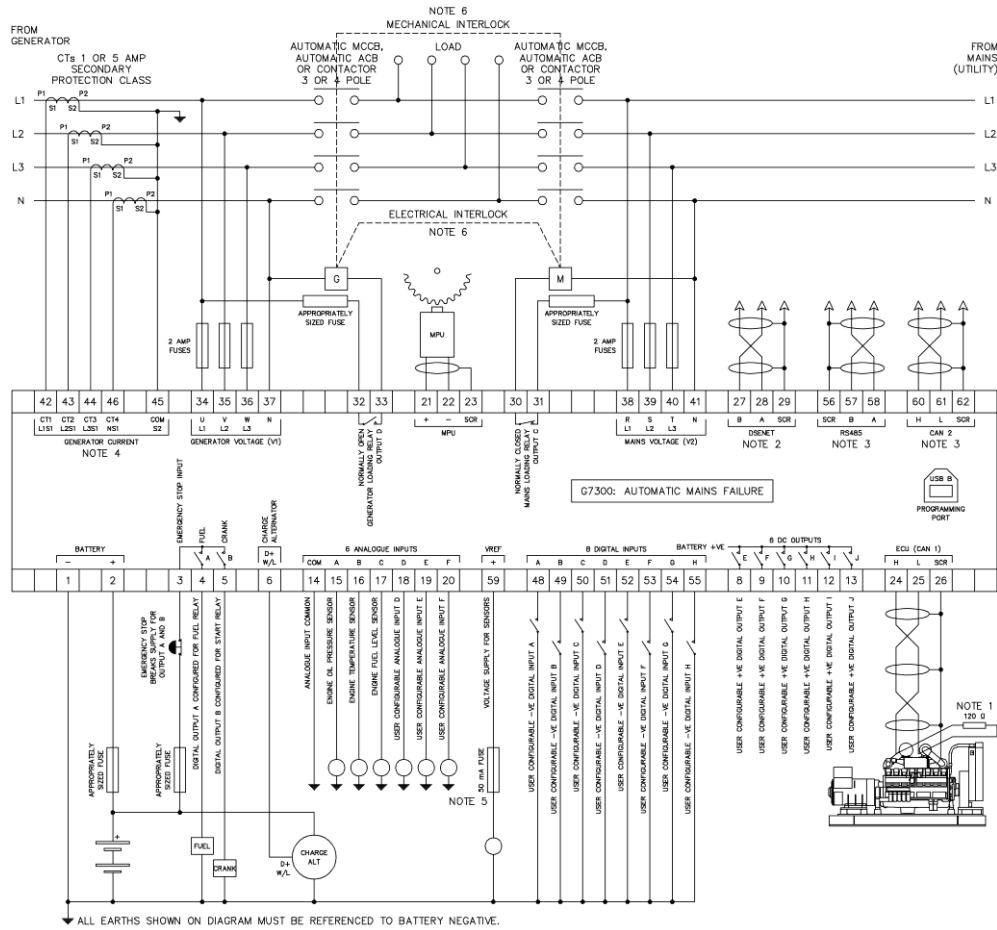 NOTE 6
MECHANICAL INTERLOCK
FROM
GENERATOR
CTs 1 OR 5 AMP
SECONDARY
PROTECTION CLASS
AUTOMATIC MCCB,
AUTOMATIC ACB
OR CONTACTOR
3 OR 4 POLE
LOAD
AUTOMATIC MCCB,
AUTOMATIC ACB
OR CONTACTOR
3 OR 4 POLE
FROM
MAINS
(UTILITY)
L1 P1 P2 S1 S2 L1
L2 P1 P2 S1 S2 L2
L3 P1 P2 S1 S2 L3
N P1 P2 S1 S2 N
ELECTRICAL INTERLOCK
NOTE 6
G
M
APPROPRIATELY
SIZED FUSE
2 AMP
FUSES
MPU
APPROPRIATELY
SIZED FUSE
2 AMP
FUSES
42 43 44 46 45 34 35 36 37 32 33 21 22 23 30 31 38 39 40 41 27 28 29 56 57 58 60 61 62
CT1 CT2 CT3 CT4 COM U V W N + − SCR R S T N B A SCR SCR B A H L SCR
L1S1 L2S1 L3S1 NS1 S2 L1 L2 L3 L1 L2 L3
GENERATOR CURRENT
NOTE 4
GENERATOR VOLTAGE (V1)
NORMALLY OPEN
GENERATOR LOADING RELAY
OUTPUT D
MPU
NORMALLY CLOSED
MAINS LOADING RELAY
OUTPUT C
MAINS VOLTAGE (V2)
DSENET
NOTE 2
RS485
NOTE 3
CAN 2
NOTE 3
G7300: AUTOMATIC MAINS FAILURE
USB B
PROGRAMMING
PORT
BATTERY
− +
EMERGENCY STOP INPUT
FUEL
A
CRANK
B
CHARGE
ALTERNATOR
D+
W/L
6 ANALOGUE INPUTS
COM A B C D E F
VREF
+
8 DIGITAL INPUTS
A B C D E F G H
BATTERY +VE
6 DC OUTPUTS
E F G H I J
ECU (CAN 1)
H L SCR
1 2 3 4 5 6 14 15 16 17 18 19 20 59 48 49 50 51 52 53 54 55 8 9 10 11 12 13 24 25 26
EMERGENCY STOP
BREAKS SUPPLY FOR
OUTPUT A AND B
APPROPRIATELY
SIZED FUSE
APPROPRIATELY
SIZED FUSE
DIGITAL OUTPUT A CONFIGURED FOR FUEL RELAY
DIGITAL OUTPUT B CONFIGURED FOR START RELAY
ANALOGUE INPUT COMMON
ENGINE OIL PRESSURE SENSOR
ENGINE TEMPERATURE SENSOR
ENGINE FUEL LEVEL SENSOR
USER CONFIGURABLE ANALOGUE INPUT D
USER CONFIGURABLE ANALOGUE INPUT E
USER CONFIGURABLE ANALOGUE INPUT F
NOTE 5
VOLTAGE SUPPLY FOR SENSORS
50 mA FUSE
USER CONFIGURABLE -VE DIGITAL INPUT A
USER CONFIGURABLE -VE DIGITAL INPUT B
USER CONFIGURABLE -VE DIGITAL INPUT C
USER CONFIGURABLE -VE DIGITAL INPUT D
USER CONFIGURABLE -VE DIGITAL INPUT E
USER CONFIGURABLE -VE DIGITAL INPUT F
USER CONFIGURABLE -VE DIGITAL INPUT G
USER CONFIGURABLE -VE DIGITAL INPUT H
USER CONFIGURABLE +VE DIGITAL OUTPUT E
USER CONFIGURABLE +VE DIGITAL OUTPUT F
USER CONFIGURABLE +VE DIGITAL OUTPUT G
USER CONFIGURABLE +VE DIGITAL OUTPUT H
USER CONFIGURABLE +VE DIGITAL OUTPUT I
USER CONFIGURABLE +VE DIGITAL OUTPUT J
NOTE 1
120 Ω
+
FUEL
CRANK
D+
W/L
CHARGE
ALT
ALL EARTHS SHOWN ON DIAGRAM MUST BE REFERENCED TO BATTERY NEGATIVE.